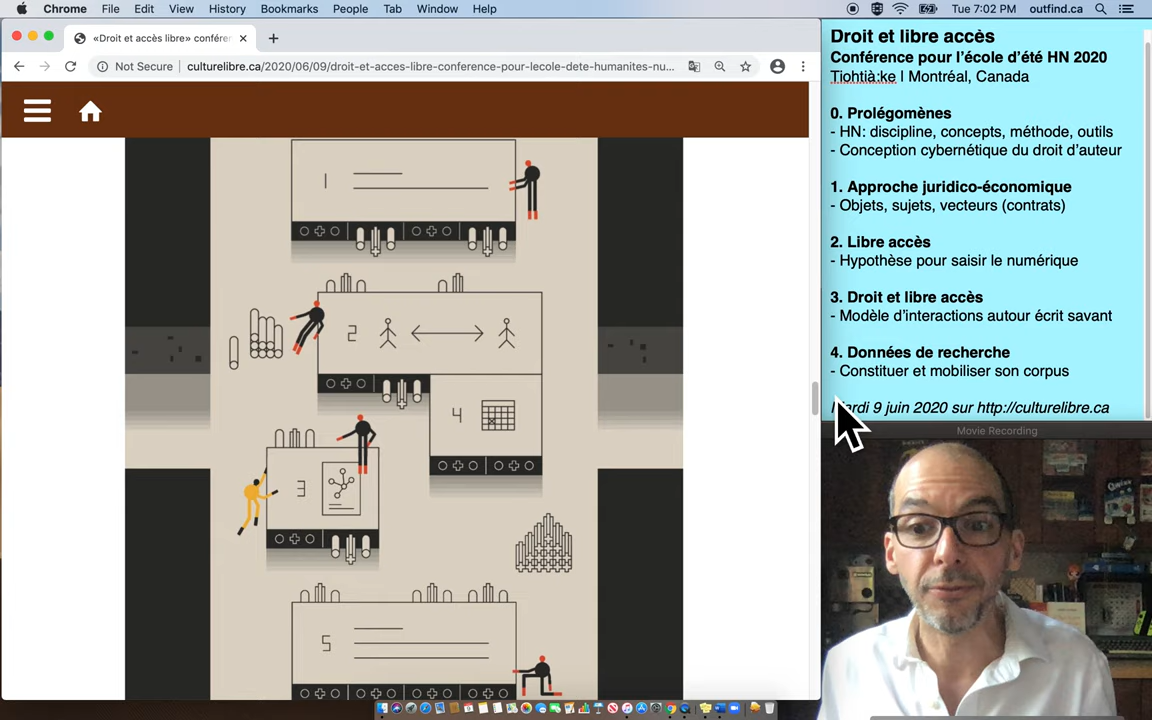 Chrome File Edit View History Bookmarks People Tab Window Help
Tue 7:02 PM outfind.ca
«Droit et accès libre» confére
Not Secure culturelibre.ca/2020/06/09/droit-et-acces-libre-conference-pour-lecole-dete-humanites-nu...
1
2
4
3
5
Droit et libre accès
Conférence pour l'école d'été HN 2020
Tiohtià:ke I Montréal, Canada
0. Prolégomènes
- HN: discipline, concepts, méthode, outils
- Conception cybernétique du droit d'auteur
1. Approche juridico-économique
- Objets, sujets, vecteurs (contrats)
2. Libre accès
- Hypothèse pour saisir le numérique
3. Droit et libre accès
- Modèle d'interactions autour écrit savant
4. Données de recherche
- Constituer et mobiliser son corpus
Mardi 9 juin 2020 sur http://culturelibre.ca
Movie Recording